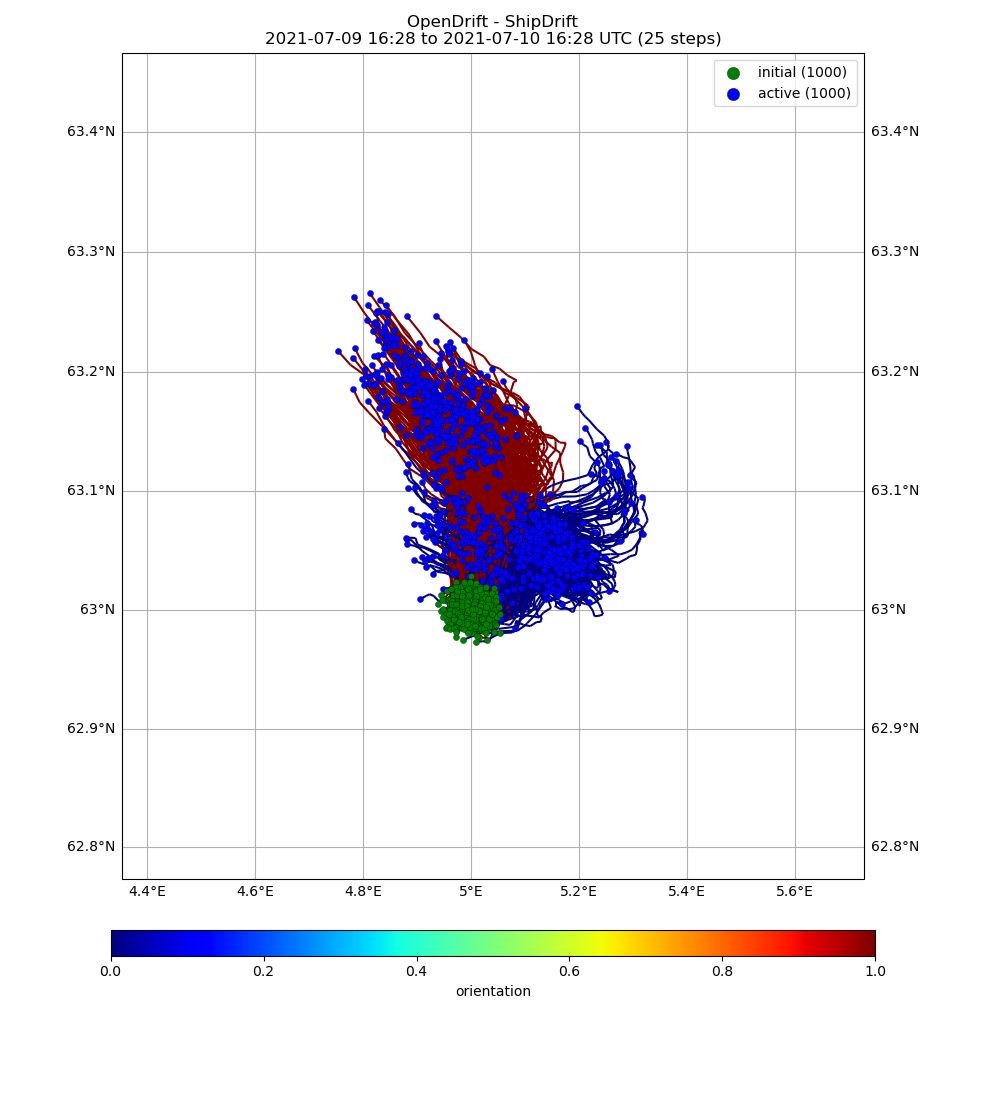 OpenDrift - ShipDrift
2021-07-09 16:28 to 2021-07-10 16:28 UTC (25 steps)
initial (1000)
active (1000)
63.4°N 63.4°N
63.3°N 63.3°N
63.2°N 63.2°N
63.1°N 63.1°N
63°N 63°N
62.9°N 62.9°N
62.8°N 62.8°N
4.4°E 4.6°E 4.8°E 5°E 5.2°E 5.4°E 5.6°E
0.0 0.2 0.4 0.6 0.8 1.0
orientation